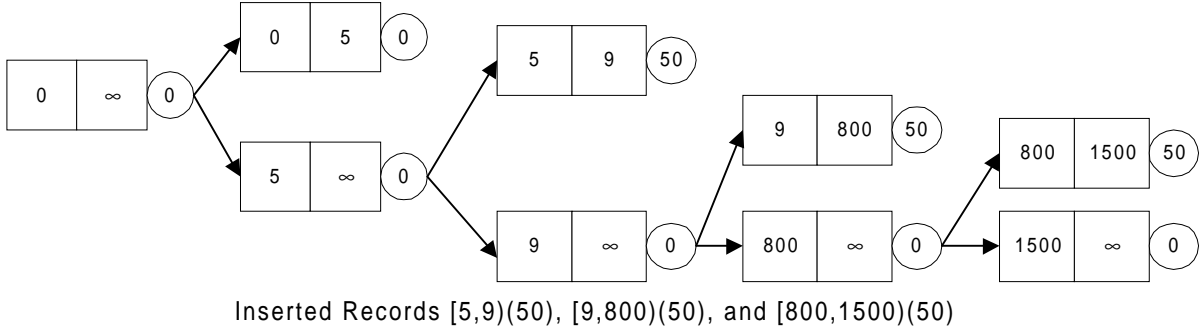 0 5 0
5 9 50
0 ∞ 0
9 800 50
800 1500 50
5 ∞ 0
9 ∞ 0
800 ∞ 0
1500 ∞ 0
Inserted Records [5,9)(50), [9,800)(50), and [800,1500)(50)